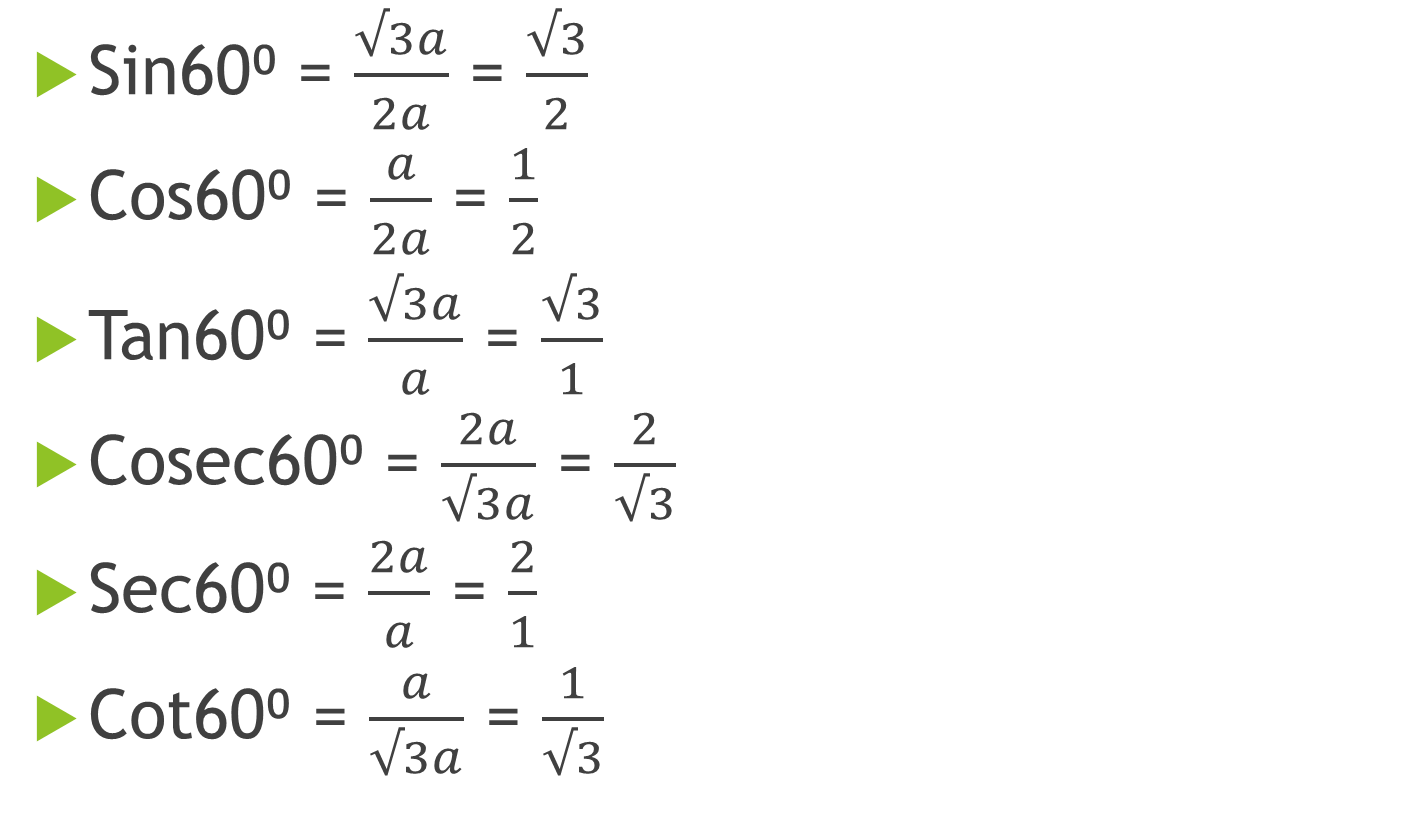 ▶ Sin60⁰ = √3a/2a = √3/2
▶ Cos60⁰ = a/2a = 1/2
▶ Tan60⁰ = √3a/a = √3/1
▶ Cosec60⁰ = 2a/√3a = 2/√3
▶ Sec60⁰ = 2a/a = 2/1
▶ Cot60⁰ = a/√3a = 1/√3